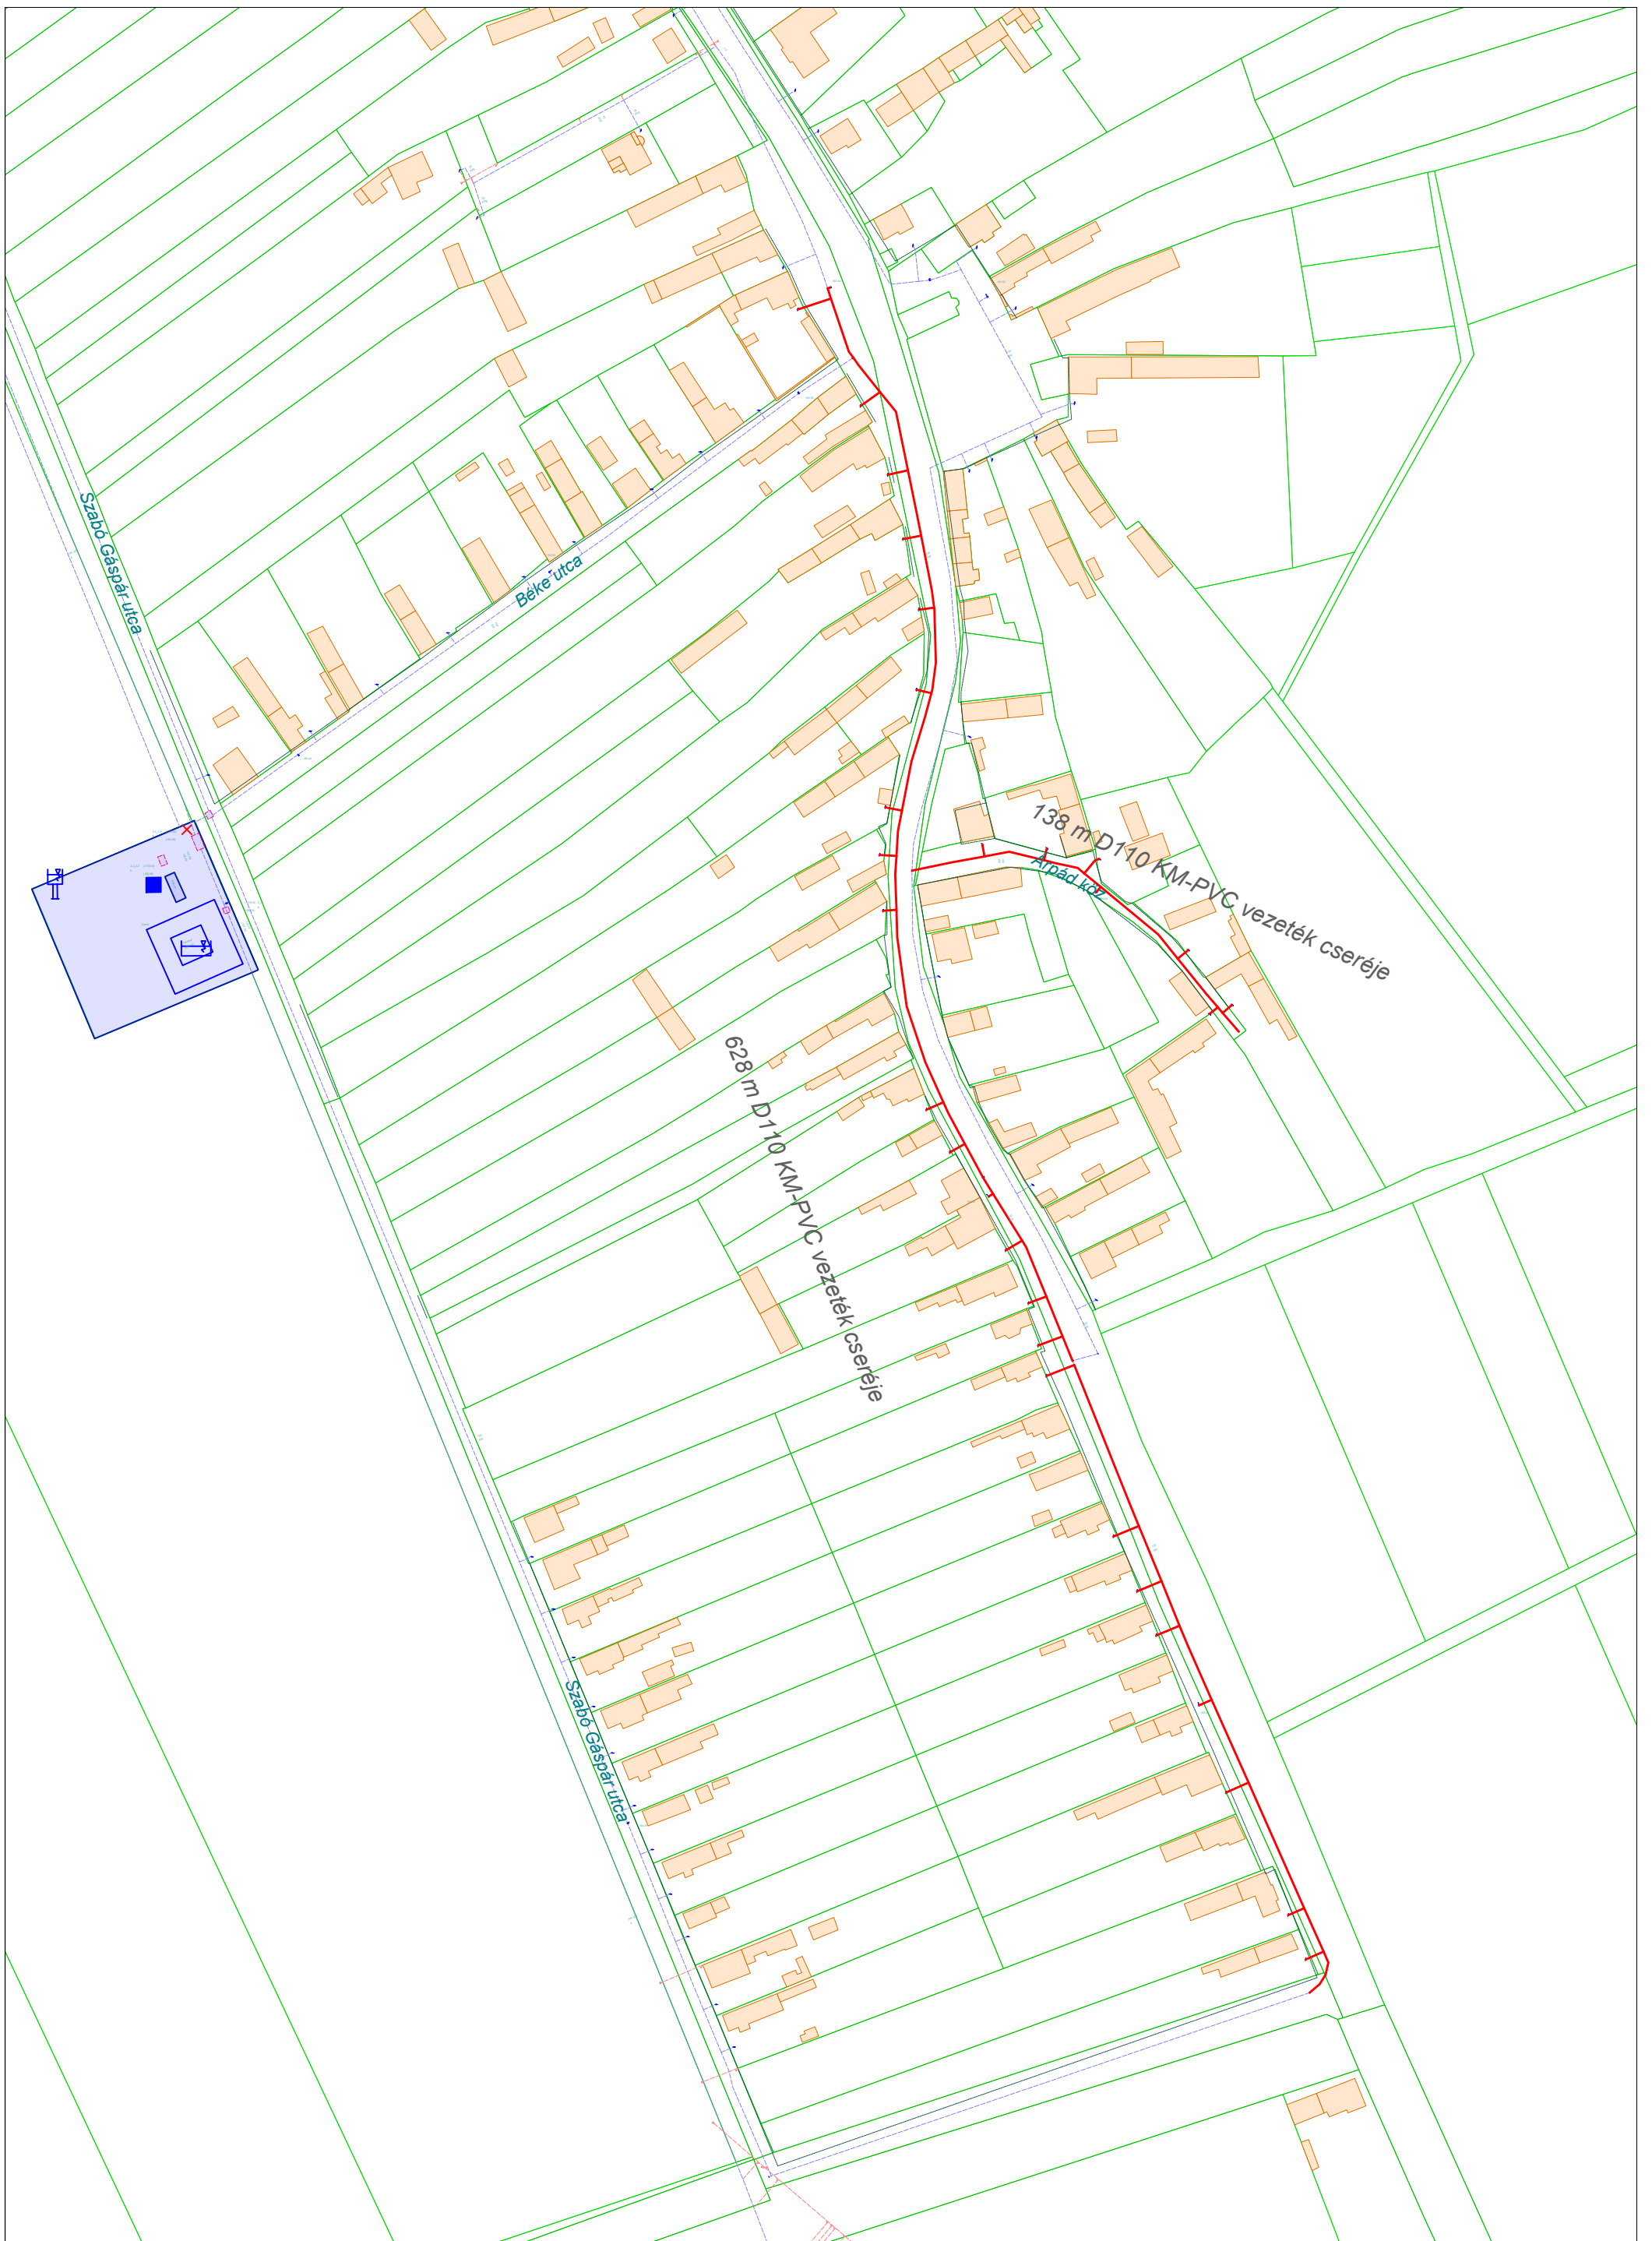 Szabó Gáspár utca
Béke utca
138 m D110 KM-PVC vezeték cseréje
Árpád köz
628 m D110 KM-PVC vezeték cseréje
Szabó Gáspár utca